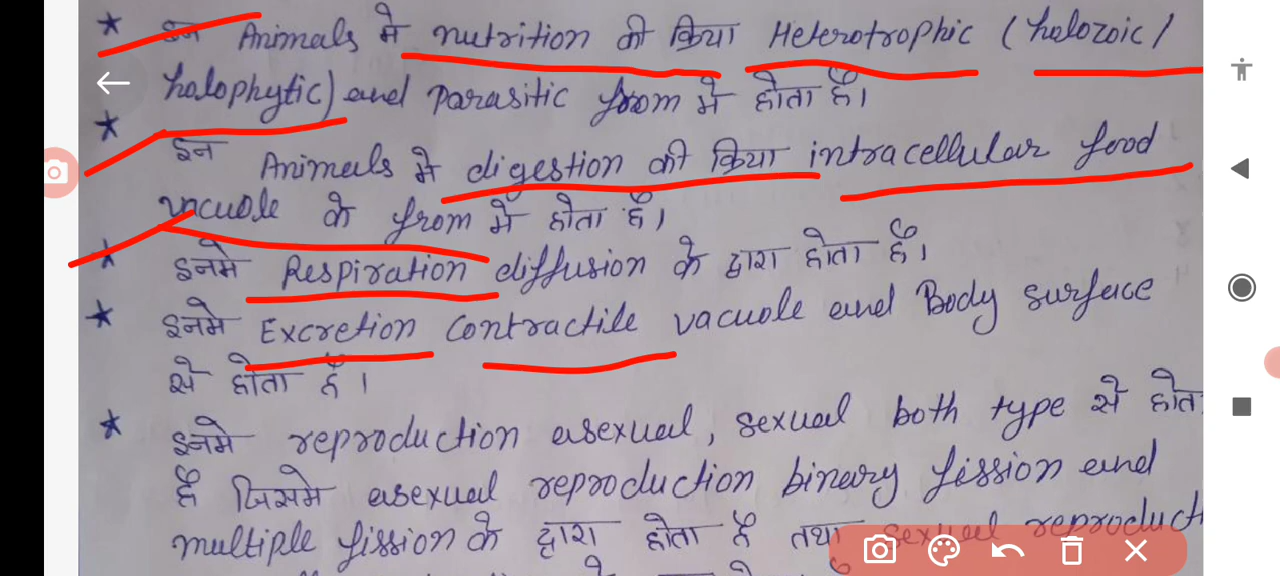 ★ इन Animals मे nutrition की क्रिया Heterotrophic (holozoic/
holophytic) and parasitic from मे होता है।
★ इन Animals मे digestion की क्रिया intracellular food
vacuole के from मे होता है।
★ इनमे Respiration diffusion के द्वारा होता है।
★ इनमे Excretion contractile vacuole and Body surface
से होता है।
★ इनमे reproduction asexual, sexual both type से होता
है जिसमे asexual reproduction binary fission and
multiple fission के द्वारा होता है तथा sexual reproduct